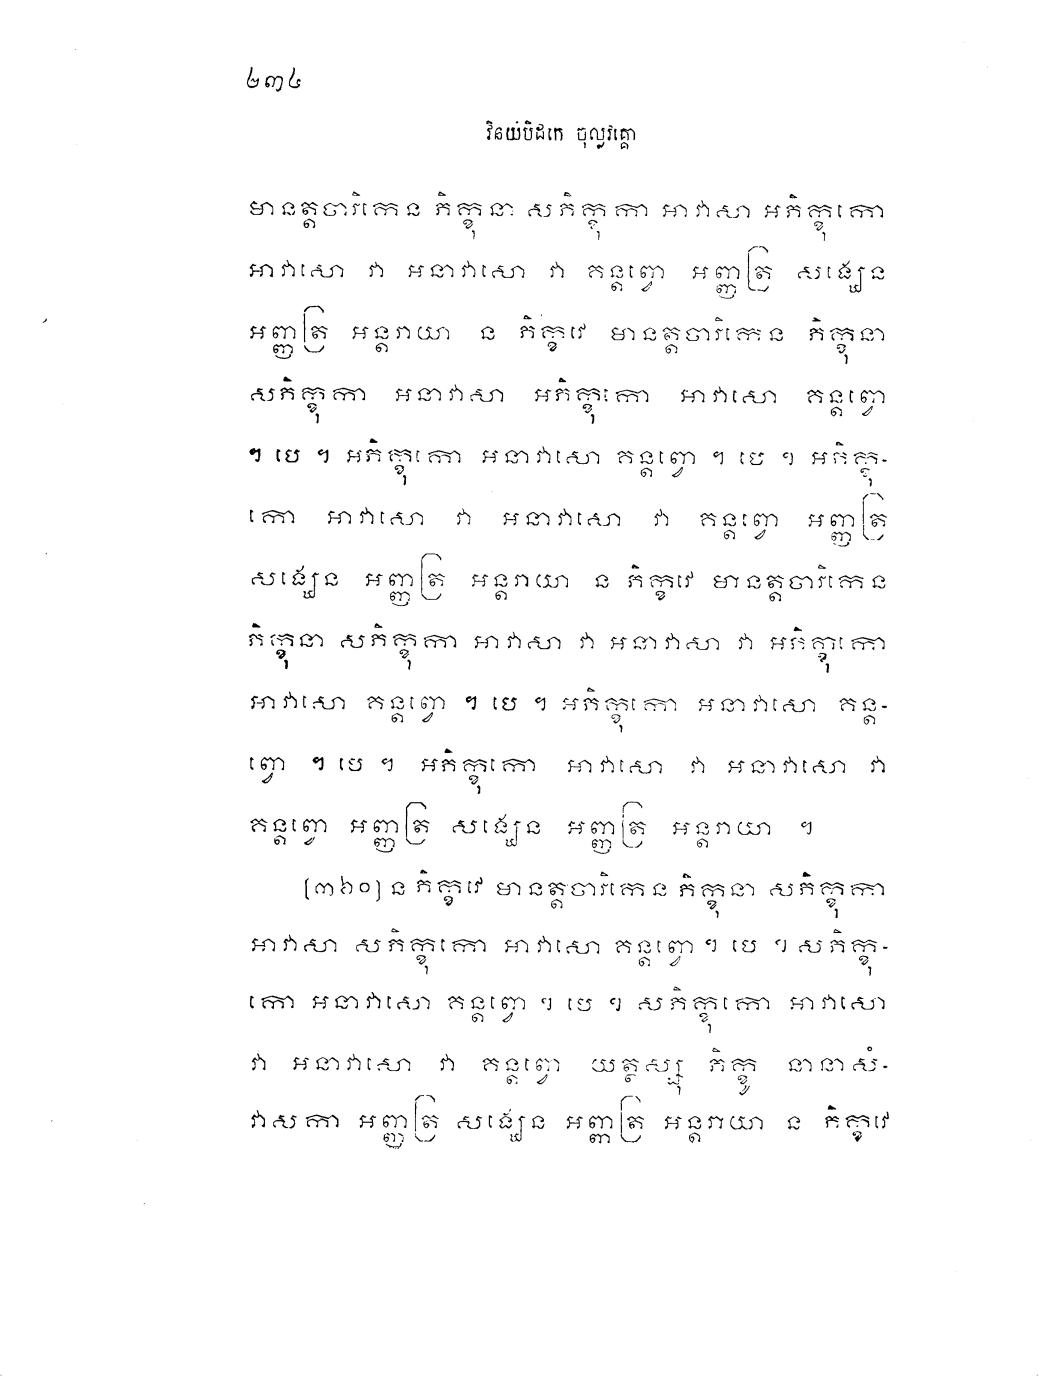 ២៣៤
វិនយបិដកេ ចុល្លវគ្គោ
មានត្តចារិកេន ភិក្ខុនា សភិក្ខុកា អាវាសា អភិក្ខុកោ
អាវាសោ វា អនាវាសោ វា គន្តព្វោ អញ្ញត្រ សង្ឃេន
អញ្ញត្រ អន្តរាយា ន ភិក្ខវេ មានត្តចារិកេន ភិក្ខុនា
សភិក្ខុកា អនាវាសា អភិក្ខុកោ អាវាសោ គន្តព្វោ
។ បេ ។ អភិក្ខុកោ អនាវាសោ គន្តព្វោ ។ បេ ។ អភិក្ខុ-
កោ អាវាសោ វា អនាវាសោ វា គន្តព្វោ អញ្ញត្រ
សង្ឃេន អញ្ញត្រ អន្តរាយា ន ភិក្ខវេ មានត្តចារិកេន
ភិក្ខុនា សភិក្ខុកា អាវាសា វា អនាវាសា វា អភិក្ខុកោ
អាវាសោ គន្តព្វោ ។ បេ ។ អភិក្ខុកោ អនាវាសោ គន្ត-
ព្វោ ។ បេ ។ អភិក្ខុកោ អាវាសោ វា អនាវាសោ វា
គន្តព្វោ អញ្ញត្រ សង្ឃេន អញ្ញត្រ អន្តរាយា ។
[៣៦០] ន ភិក្ខវេ មានត្តចារិកេន ភិក្ខុនា សភិក្ខុកា
អាវាសា សភិក្ខុកោ អាវាសោ គន្តព្វោ ។ បេ ។ សភិក្ខុ-
កោ អនាវាសោ គន្តព្វោ ។ បេ ។ សភិក្ខុកោ អាវាសោ
វា អនាវាសោ វា គន្តព្វោ យត្ថស្សុ ភិក្ខូ នានាសំ-
វាសកា អញ្ញត្រ សង្ឃេន អញ្ញត្រ អន្តរាយា ន ភិក្ខវេ